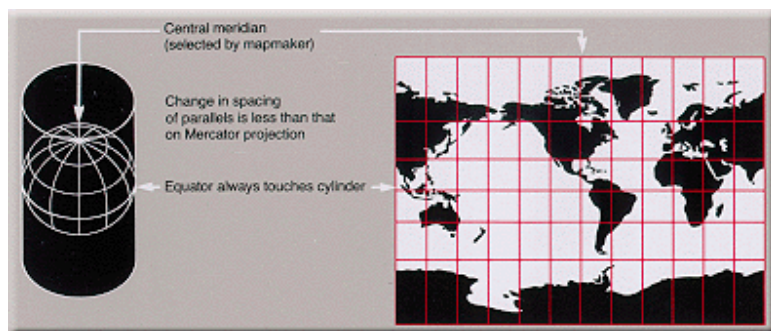 Central meridian
(selected by mapmaker)
Change in spacing
of parallels is less than that
on Mercator projection
Equator always touches cylinder